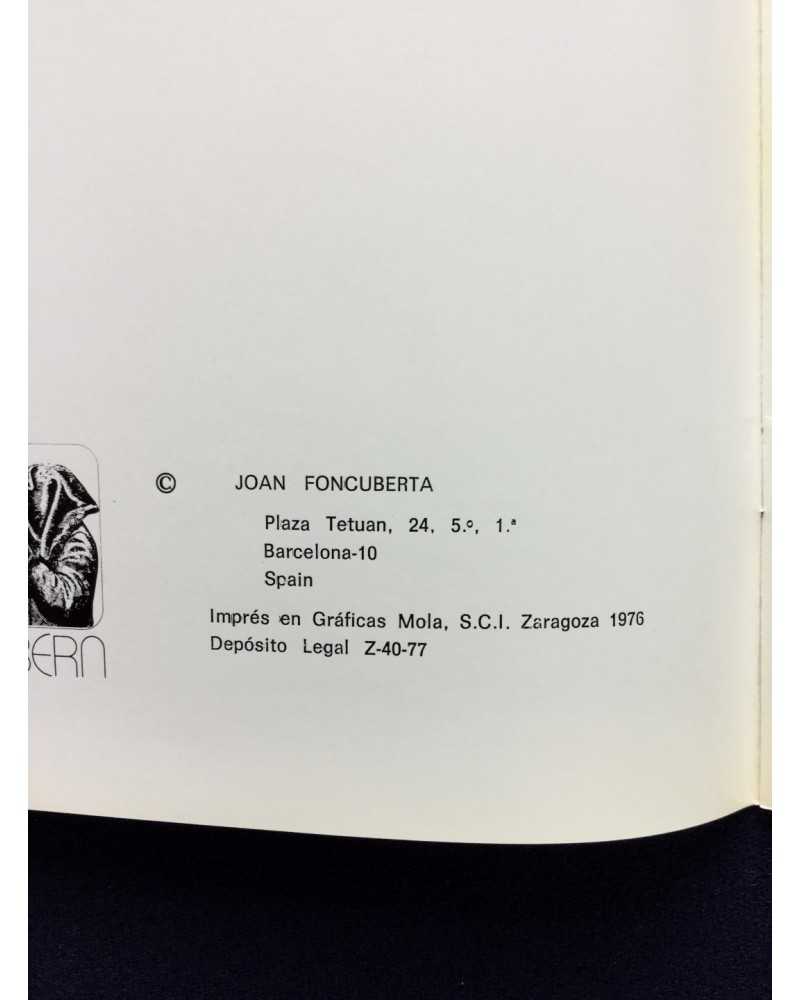 © JOAN FONCUBERTA
Plaza Tetuan, 24, 5.º, 1.ª
Barcelona-10
Spain
Imprés en Gráficas Mola, S.C.I. Zaragoza 1976
Depósito Legal Z-40-77